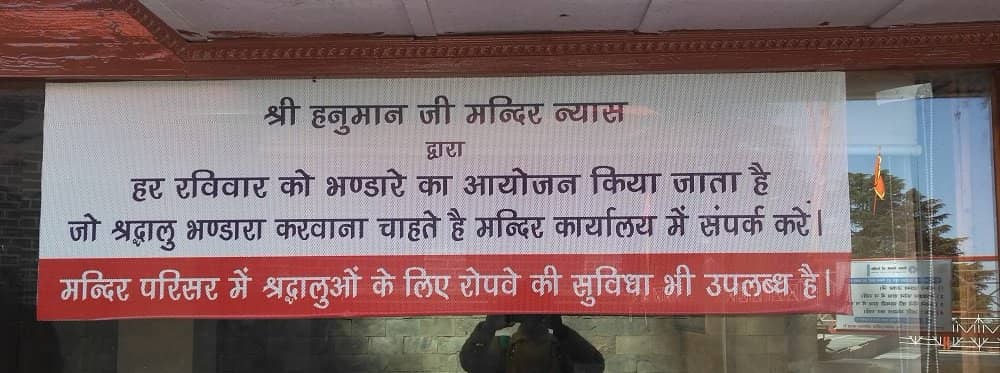 श्री हनुमान जी मन्दिर न्यास
द्वारा
हर रविवार को भण्डारे का आयोजन किया जाता है
जो श्रद्धालु भण्डारा करवाना चाहते है मन्दिर कार्यालय में संपर्क करें।
मन्दिर परिसर में श्रद्धालुओं के लिए रोपवे की सुविधा भी उपलब्ध है।